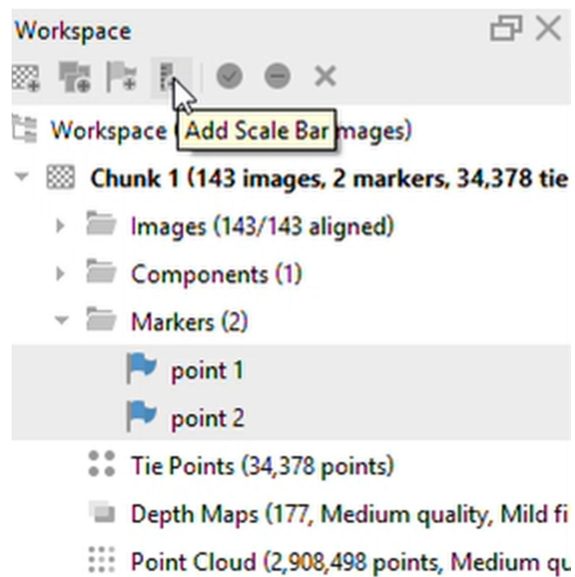 Workspace
Workspace (
Add Scale Bar
mages)
Chunk 1 (143 images, 2 markers, 34,378 tie
Images (143/143 aligned)
Components (1)
Markers (2)
point 1
point 2
Tie Points (34,378 points)
Depth Maps (177, Medium quality, Mild fi
Point Cloud (2,908,498 points, Medium qu